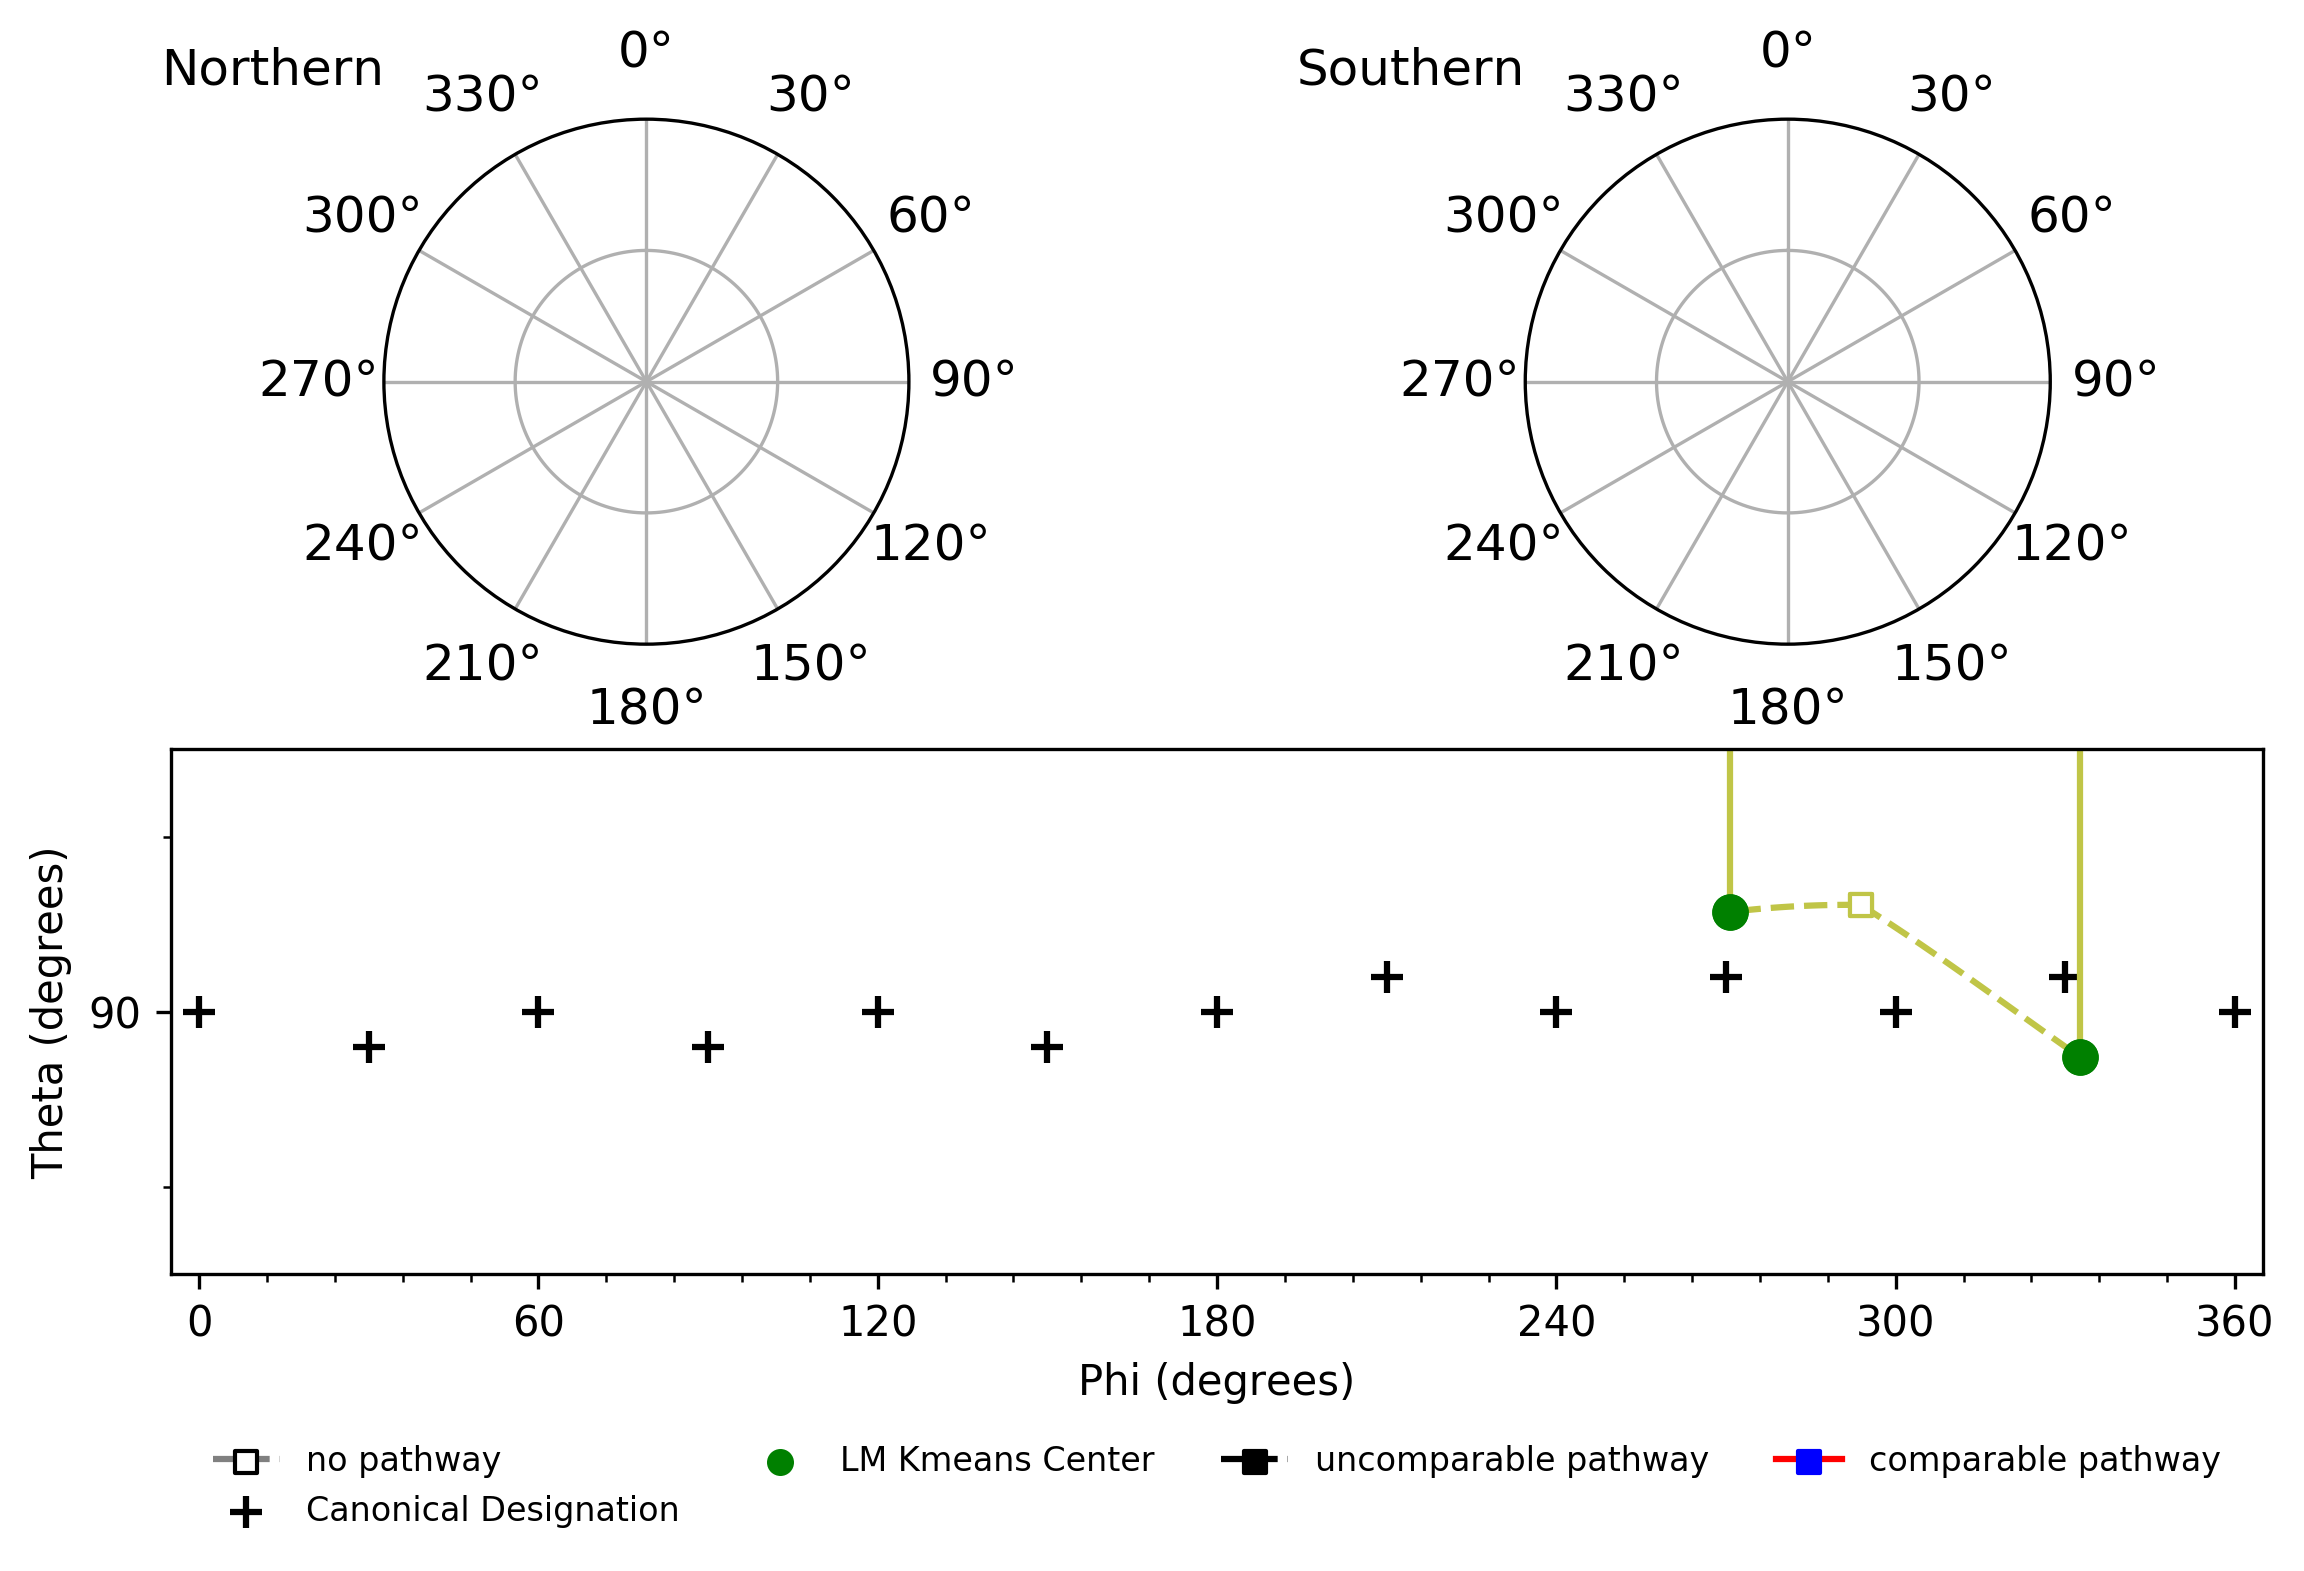 Northern
0°
30°
60°
90°
120°
150°
180°
210°
240°
270°
300°
330°
Southern
0°
30°
60°
90°
120°
150°
180°
210°
240°
270°
300°
330°
Theta (degrees)
90
0 60 120 180 240 300 360
Phi (degrees)
no pathway
Canonical Designation
LM Kmeans Center
uncomparable pathway
comparable pathway